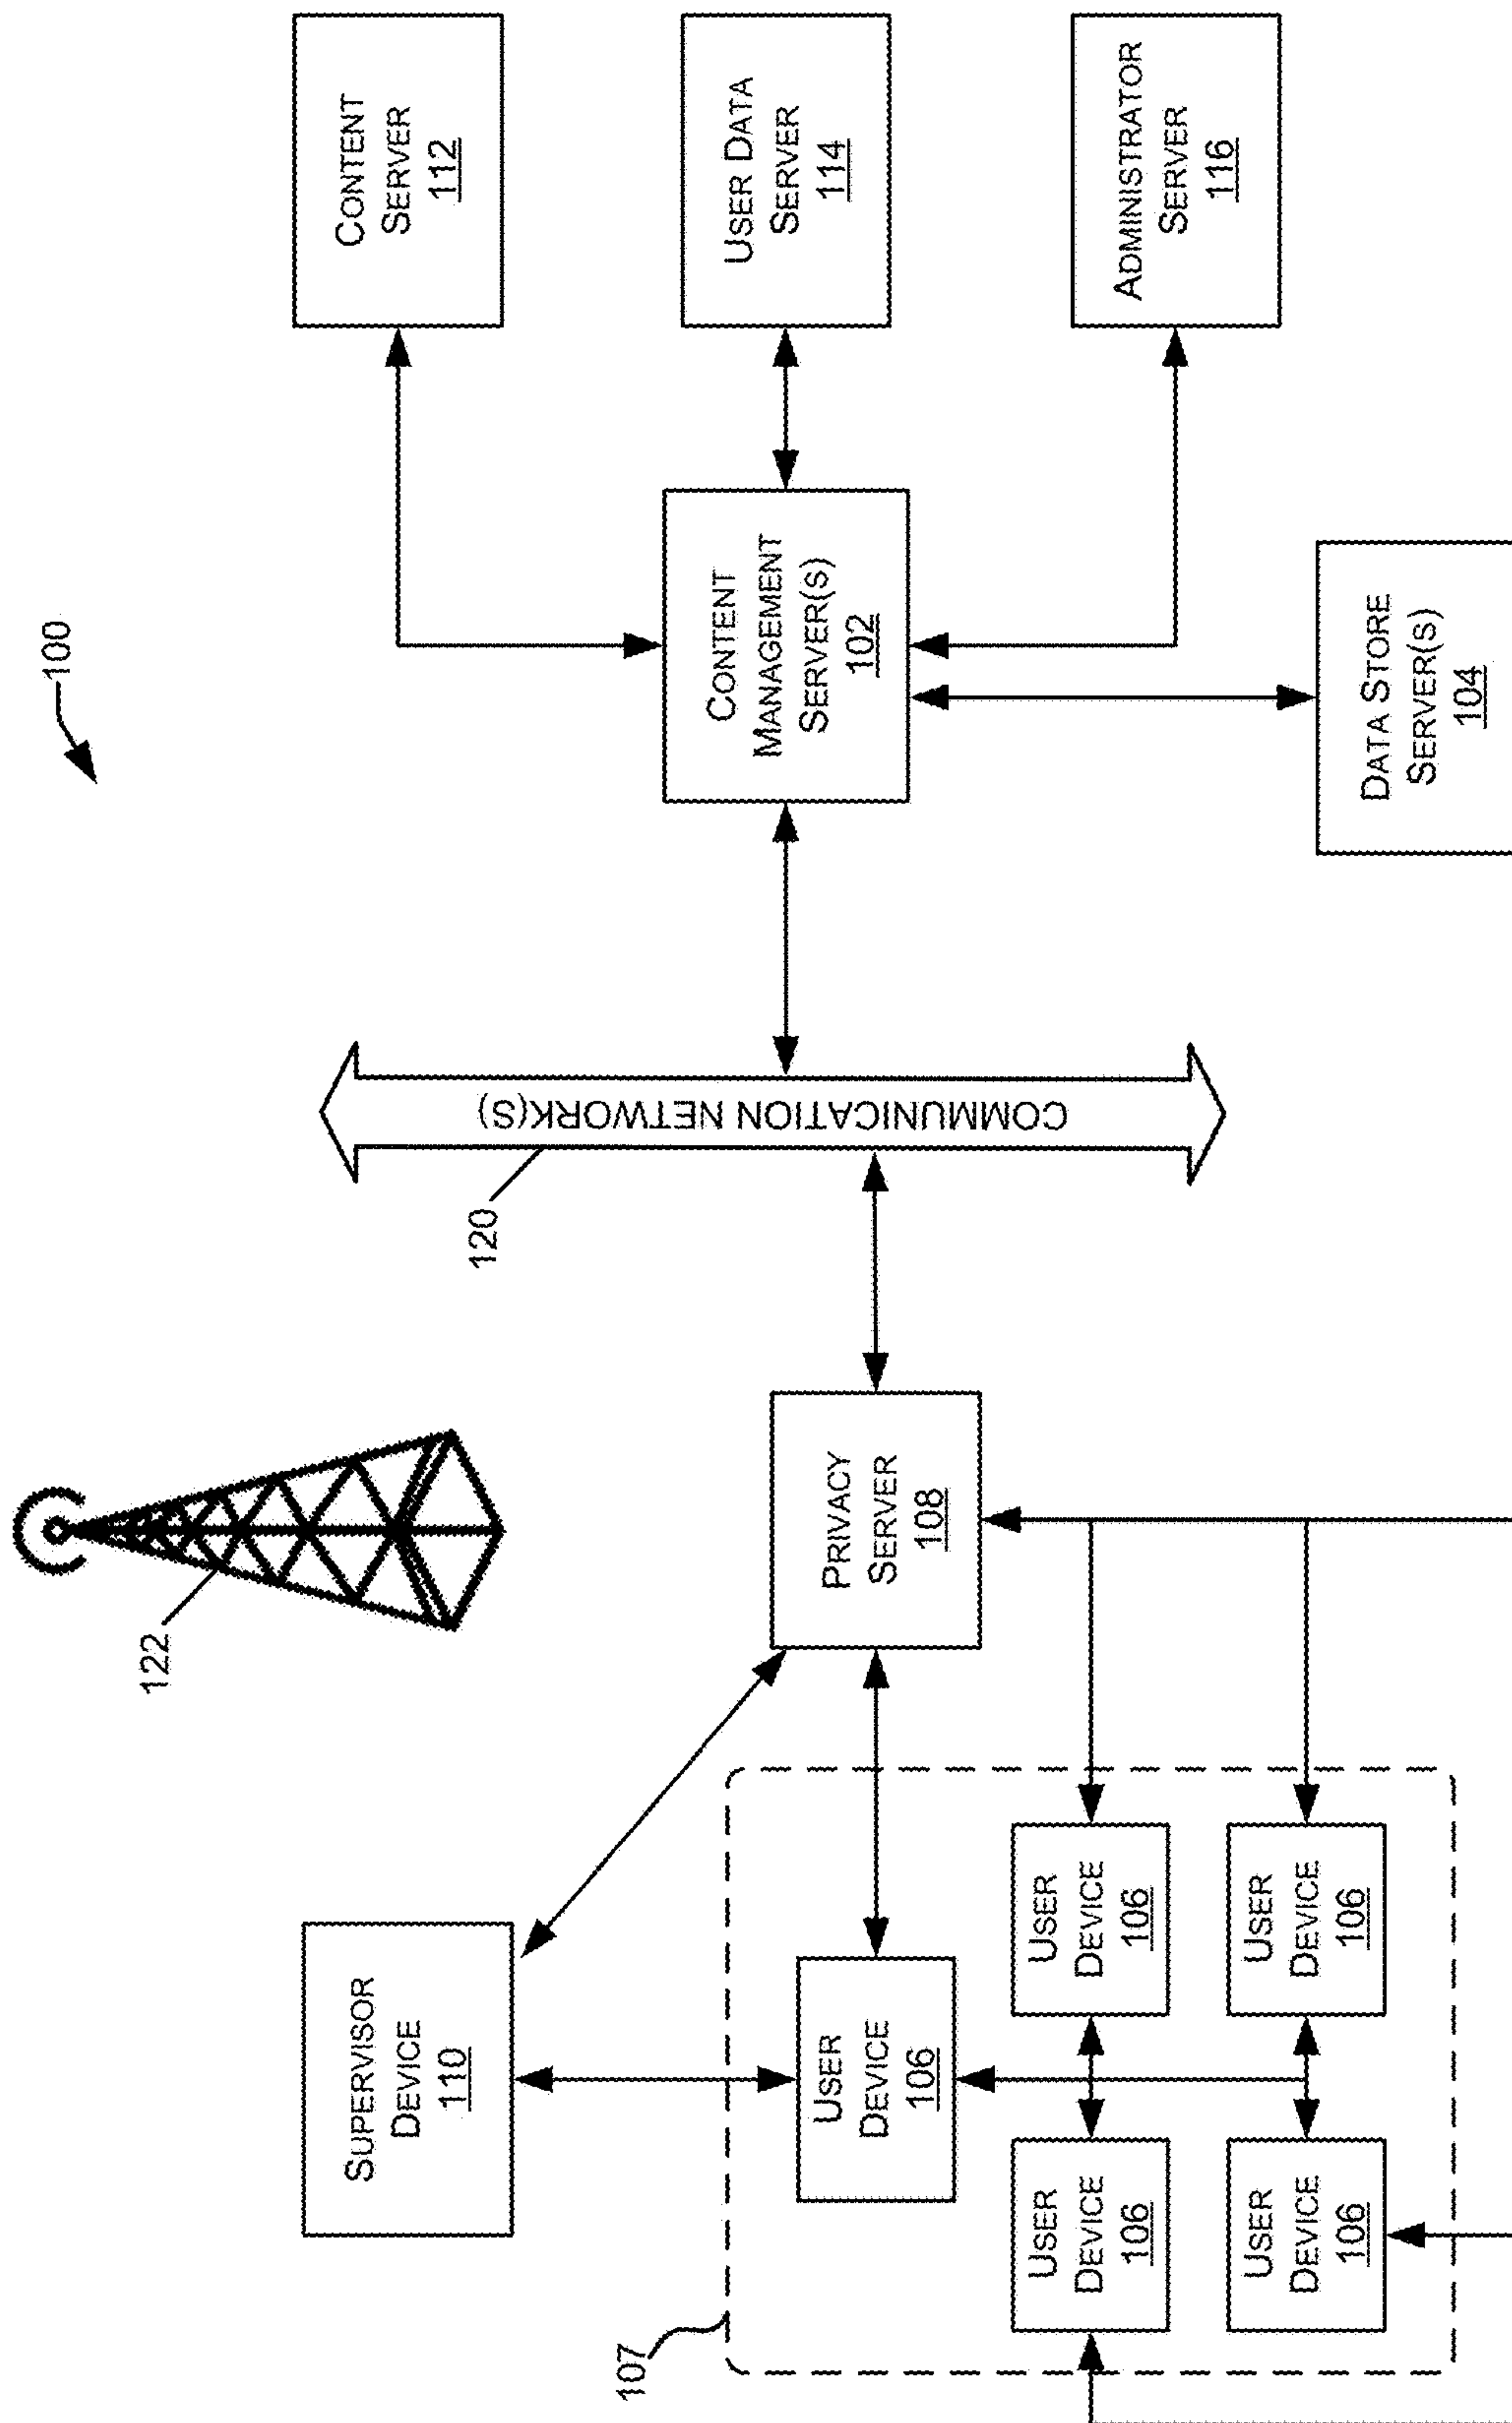 100
122
120
107
SUPERVISOR
DEVICE
110
USER
DEVICE
106
USER
DEVICE
106
USER
DEVICE
106
USER
DEVICE
106
USER
DEVICE
106
PRIVACY
SERVER
108
COMMUNICATION NETWORK(S)
CONTENT
MANAGEMENT
SERVER(S)
102
CONTENT
SERVER
112
USER DATA
SERVER
114
ADMINISTRATOR
SERVER
116
DATA STORE
SERVER(S)
104